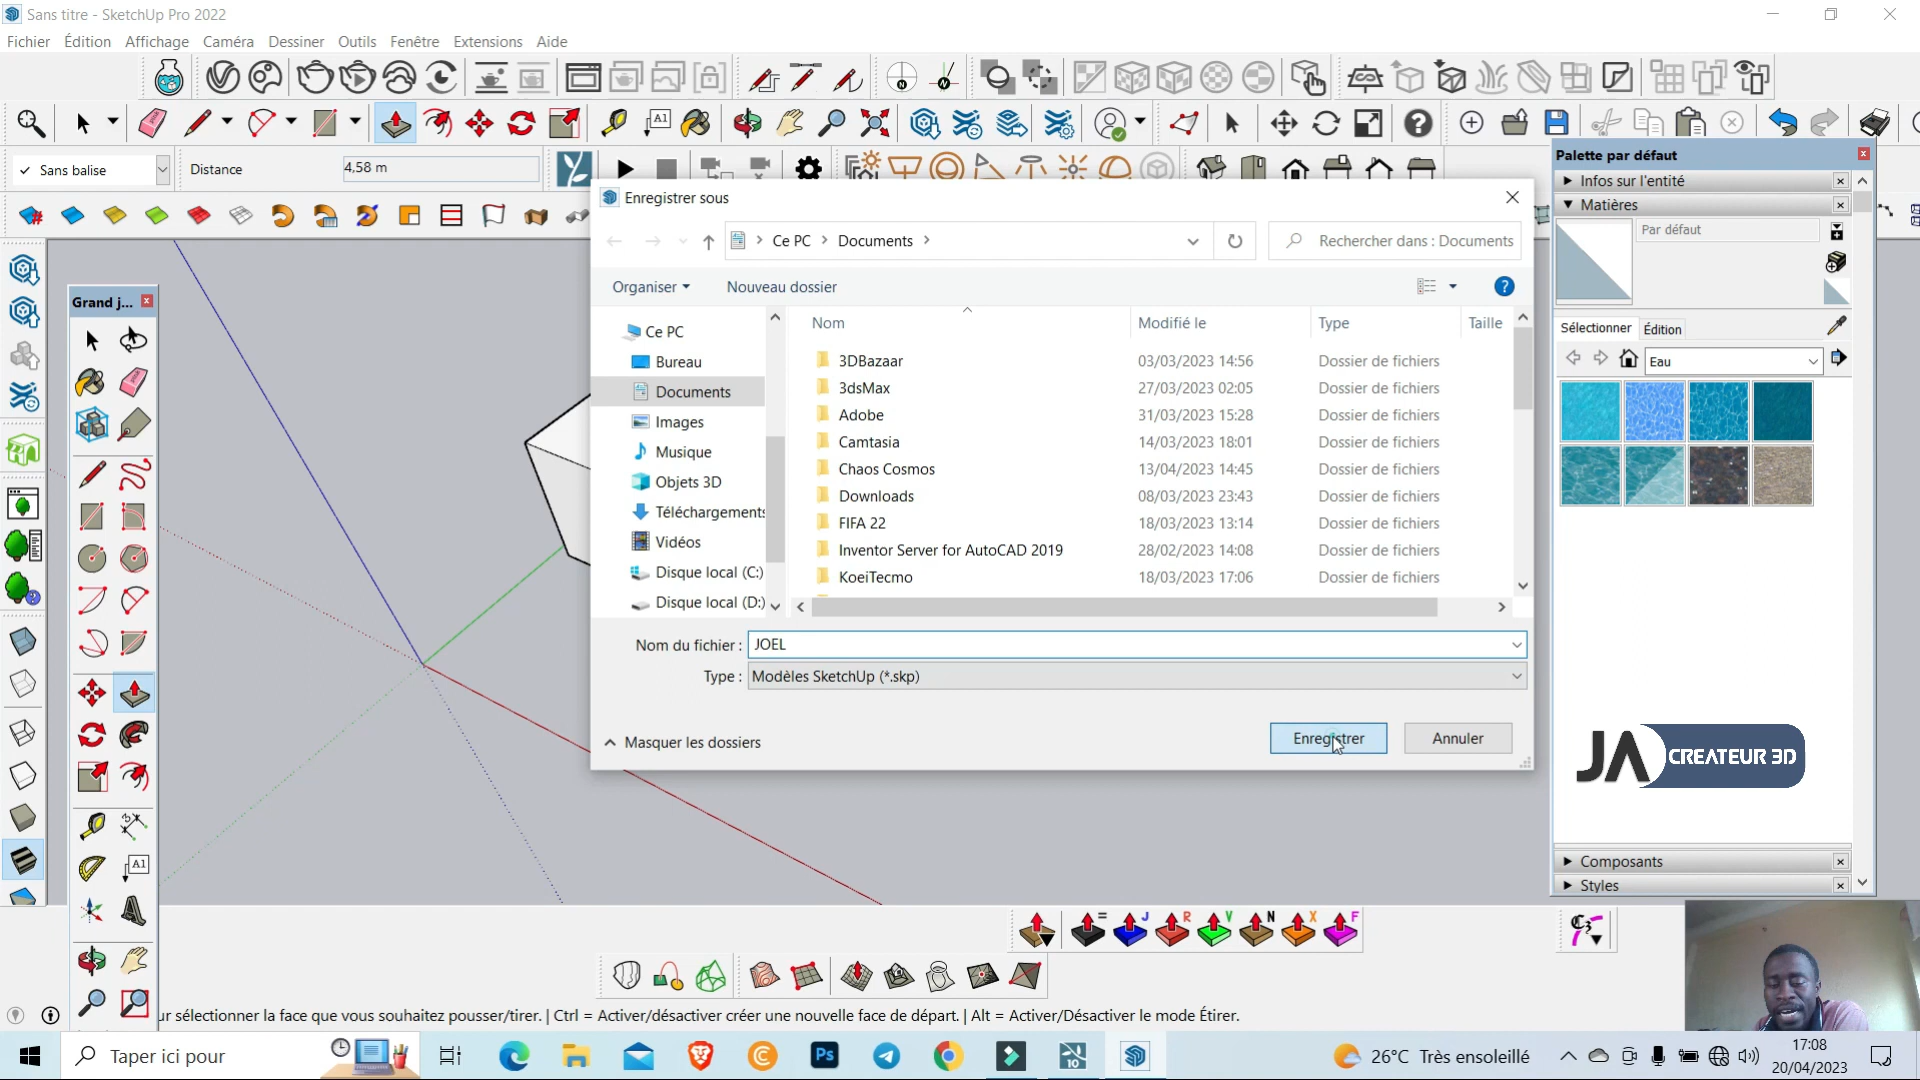 Sans titre - SketchUp Pro 2022
Fichier Édition Affichage Caméra Dessiner Outils Fenêtre Extensions Aide
✓ Sans balise Distance 4,58 m
Palette par défaut
Infos sur l'entité
Matières
Par défaut
Sélectionner Édition
Eau
Composants
Styles
Grand j...
Enregistrer sous
Ce PC > Documents >
Rechercher dans : Documents
Organiser Nouveau dossier
Ce PC
Bureau
Documents
Images
Musique
Objets 3D
Téléchargements
Vidéos
Disque local (C:)
Disque local (D:)
Nom Modifié le Type Taille
3DBazaar 03/03/2023 14:56 Dossier de fichiers
3dsMax 27/03/2023 02:05 Dossier de fichiers
Adobe 31/03/2023 15:28 Dossier de fichiers
Camtasia 14/03/2023 18:01 Dossier de fichiers
Chaos Cosmos 13/04/2023 14:45 Dossier de fichiers
Downloads 08/03/2023 23:43 Dossier de fichiers
FIFA 22 18/03/2023 13:14 Dossier de fichiers
Inventor Server for AutoCAD 2019 28/02/2023 14:08 Dossier de fichiers
KoeiTecmo 18/03/2023 17:06 Dossier de fichiers
Nom du fichier : JOEL
Type : Modèles SketchUp (*.skp)
Masquer les dossiers
Enregistrer Annuler
JA CREATEUR 3D
= J R V N X F
ur sélectionner la face que vous souhaitez pousser/tirer. | Ctrl = Activer/désactiver créer une nouvelle face de départ. | Alt = Activer/Désactiver le mode Étirer.
Taper ici pour
Ps
10
26°C Très ensoleillé
17:08
20/04/2023